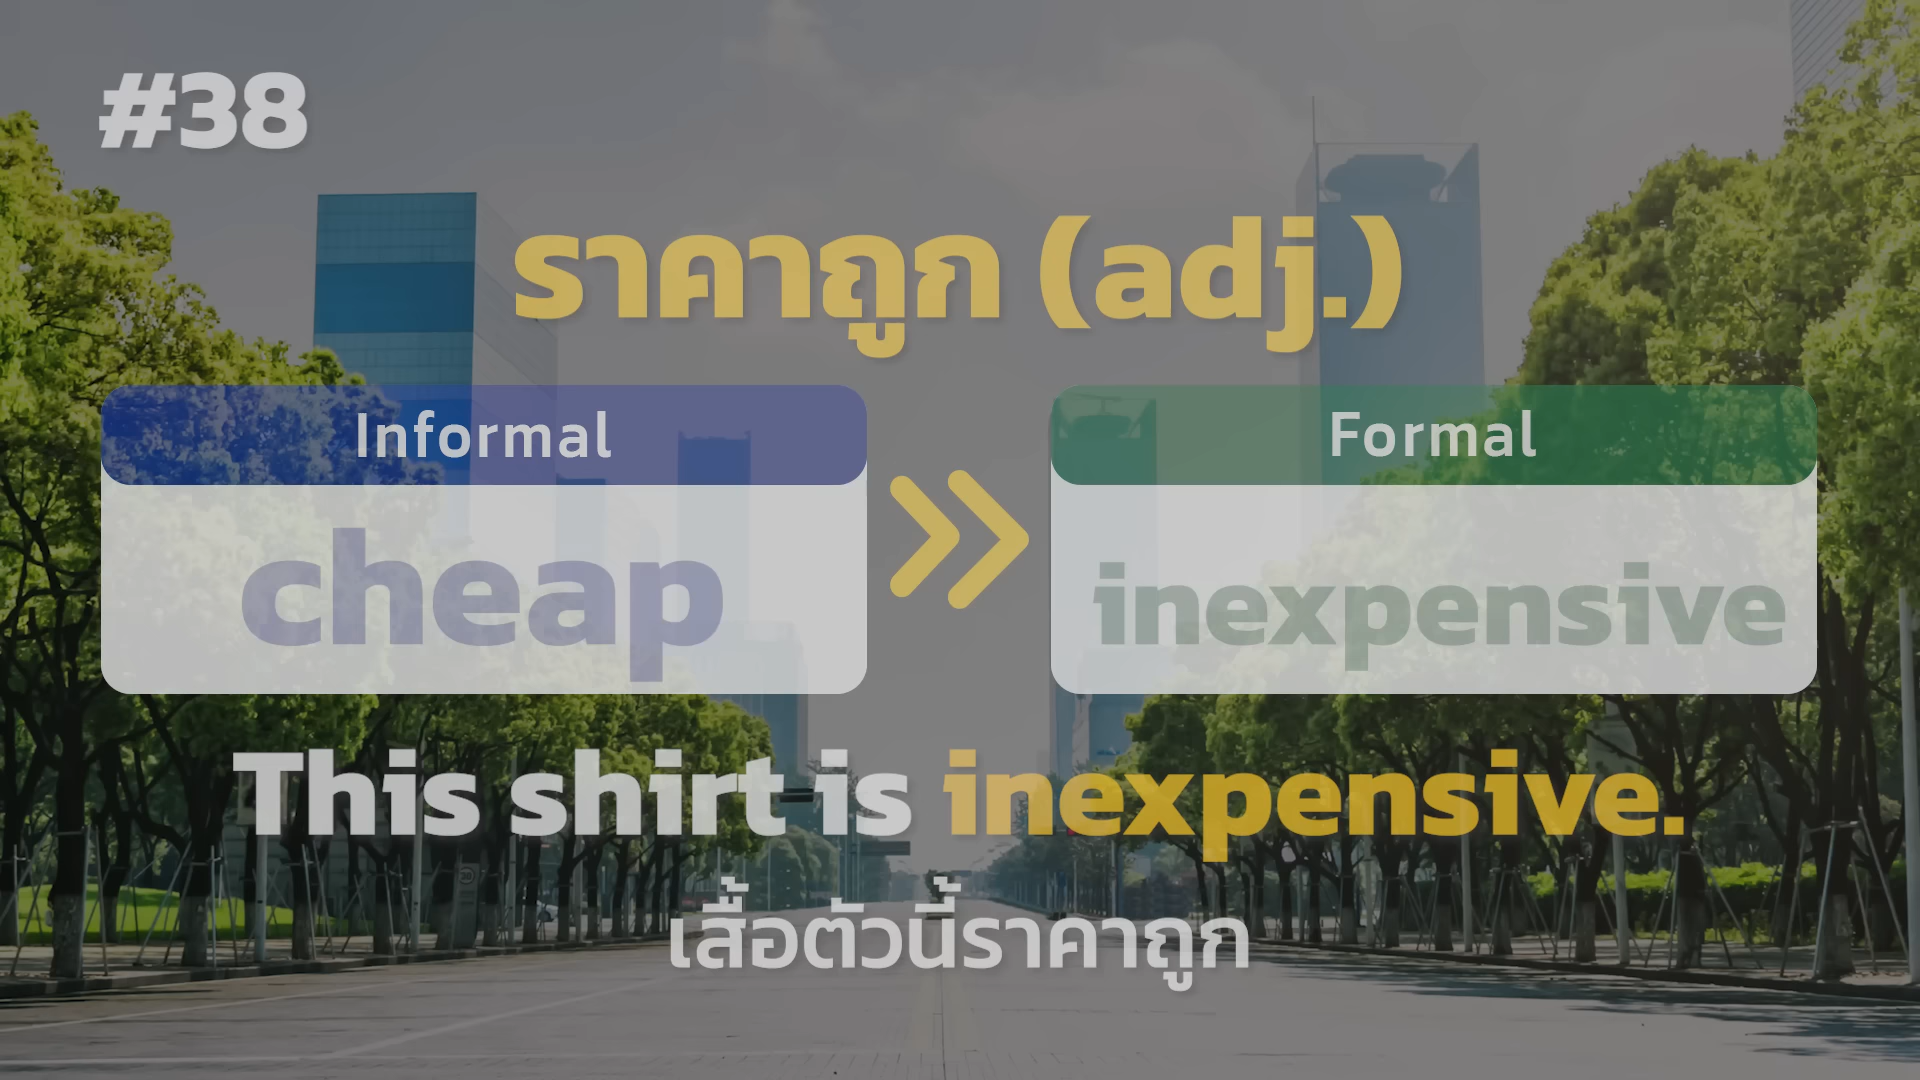 #38
ราคาถูก (adj.)
Informal
cheap
Formal
inexpensive
This shirt is inexpensive.
เสื้อตัวนี้ราคาถูก